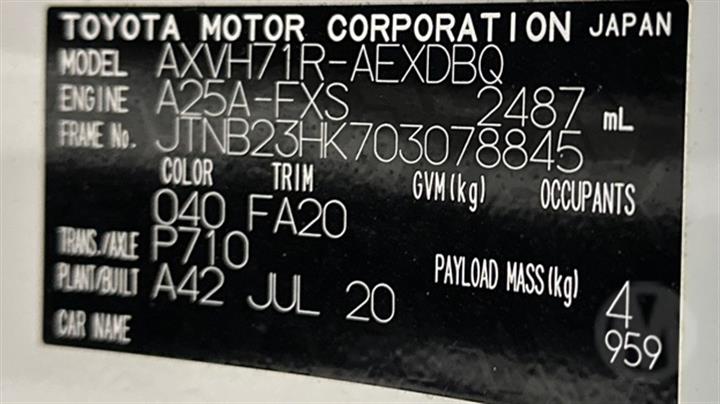 TOYOTA MOTOR CORPORATION JAPAN
MODEL AXVH71R-AEXDBQ
ENGINE A25A-FXS 2487 mL
FRAME No. JTNB23HK703078845
COLOR TRIM GVM(kg) OCCUPANTS
040 FA20
TRANS./AXLE P710
PAYLOAD MASS(kg) 4
PLANT/BUILT A42 JUL 20
CAR NAME 959